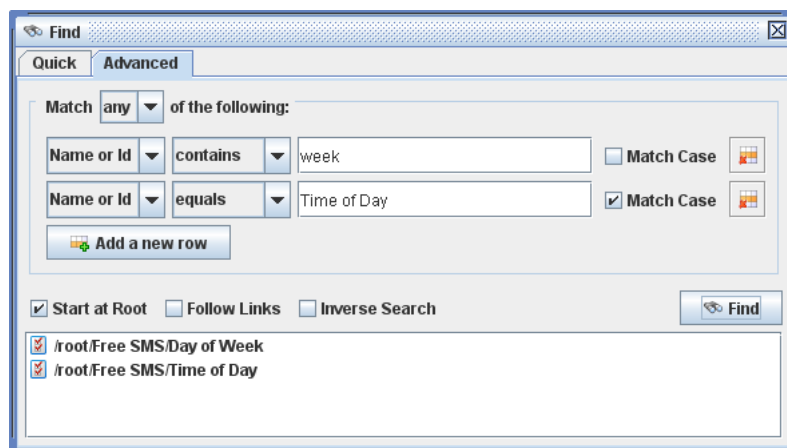 Find
Quick Advanced
Match any of the following:
Name or Id contains week Match Case
Name or Id equals Time of Day Match Case
Add a new row
Start at Root Follow Links Inverse Search Find
/root/Free SMS/Day of Week
/root/Free SMS/Time of Day